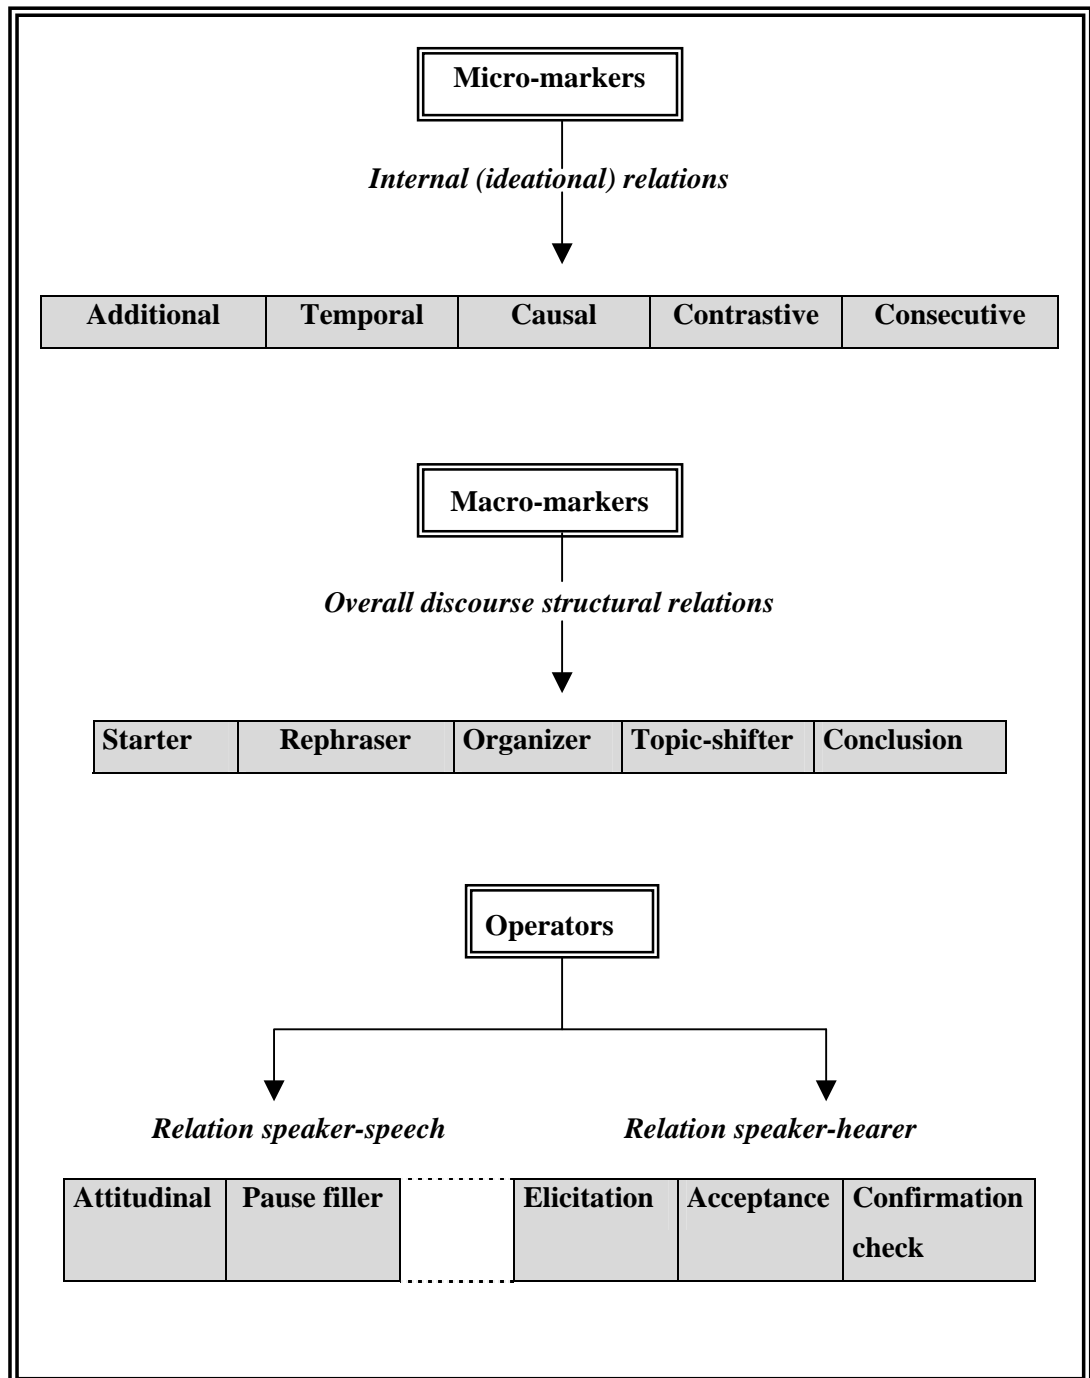 Micro-markers
Internal (ideational) relations
Additional Temporal Causal Contrastive Consecutive
Macro-markers
Overall discourse structural relations
Starter Rephraser Organizer Topic-shifter Conclusion
Operators
Relation speaker-speech Relation speaker-hearer
Attitudinal Pause filler Elicitation Acceptance Confirmation
check